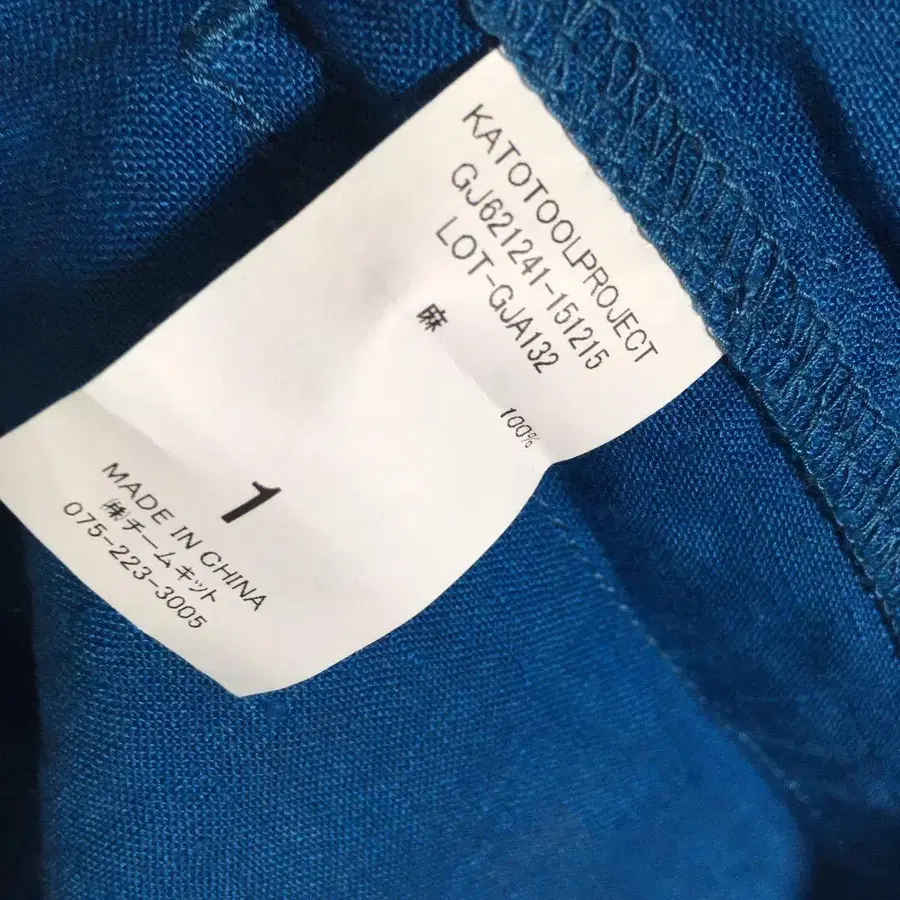 KATOTOOLPROJECT
GJ621241-151215
LOT-GJA132
麻 100%
1
MADE IN CHINA
㈱チームキット
075-223-3005